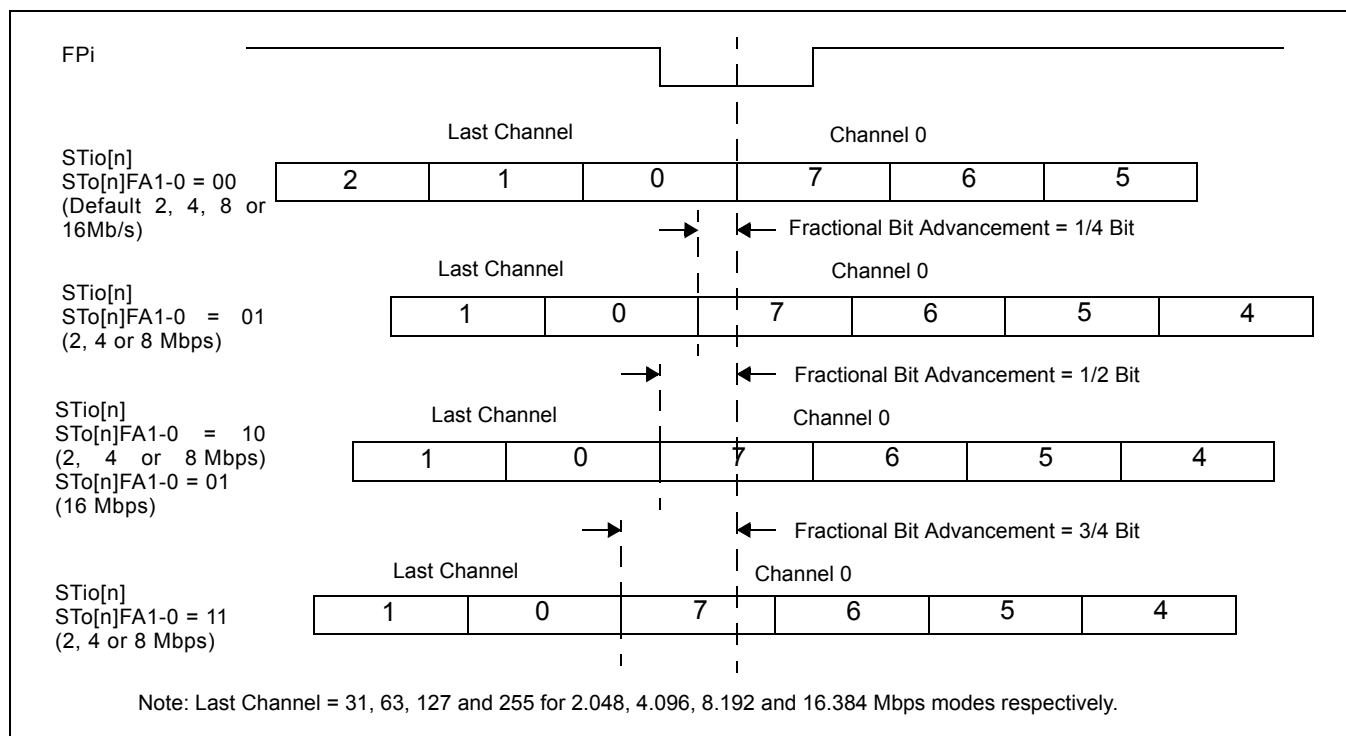 FPi
Last Channel
Channel 0
STio[n]
STo[n]FA1-0 = 00
(Default 2, 4, 8 or
16Mb/s)
2 1 0 7 6 5
Fractional Bit Advancement = 1/4 Bit
Last Channel
Channel 0
STio[n]
STo[n]FA1-0 = 01
(2, 4 or 8 Mbps)
1 0 7 6 5 4
Fractional Bit Advancement = 1/2 Bit
Last Channel
Channel 0
STio[n]
STo[n]FA1-0 = 10
(2, 4 or 8 Mbps)
STo[n]FA1-0 = 01
(16 Mbps)
1 0 7 6 5 4
Fractional Bit Advancement = 3/4 Bit
Last Channel
Channel 0
STio[n]
STo[n]FA1-0 = 11
(2, 4 or 8 Mbps)
1 0 7 6 5 4
Note: Last Channel = 31, 63, 127 and 255 for 2.048, 4.096, 8.192 and 16.384 Mbps modes respectively.